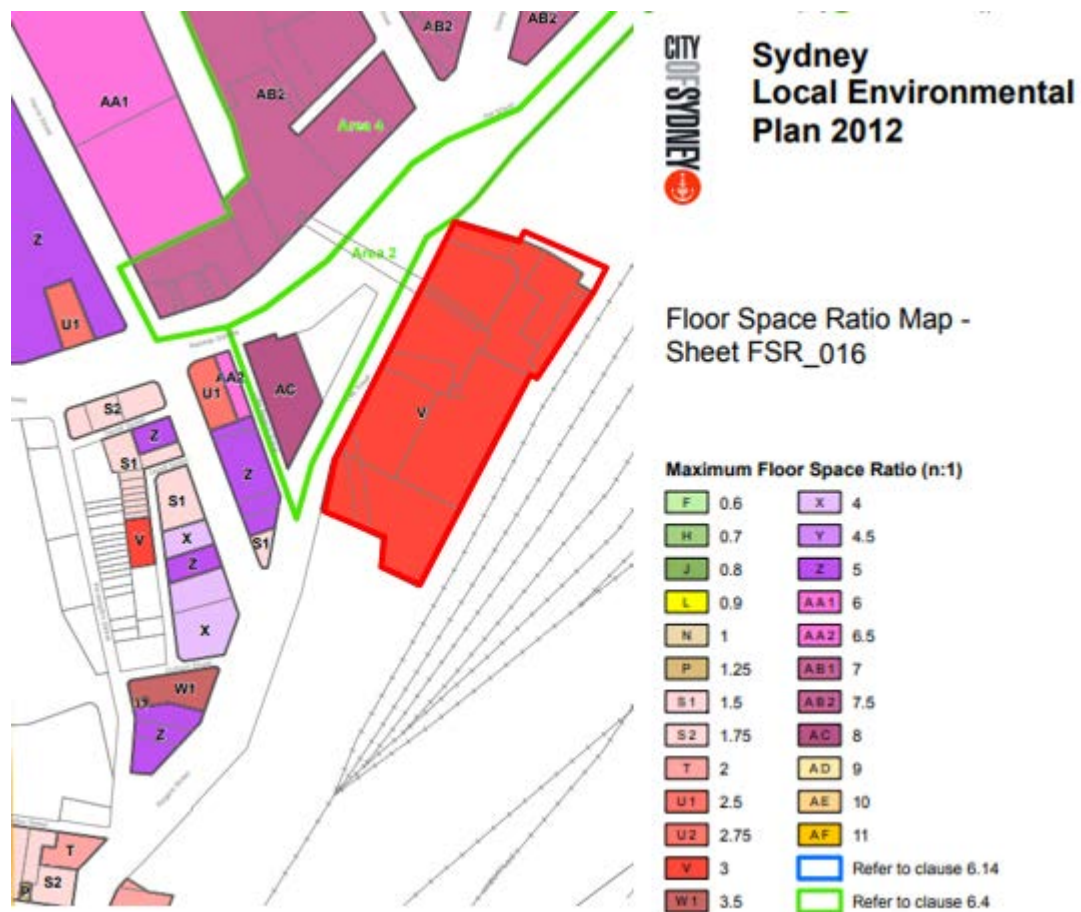 AB2
AB2
AA1
AB2
Area 4
Z
Area 2
U1
AA2
U1
AC
S2
Z
S1
Z
V
S1
V
X
Z
S1
X
W1
Z
T
S2
P
CITY OF SYDNEY
Sydney
Local Environmental
Plan 2012
Floor Space Ratio Map -
Sheet FSR_016
Maximum Floor Space Ratio (n:1)
F 0.6
H 0.7
J 0.8
L 0.9
N 1
P 1.25
S1 1.5
S2 1.75
T 2
U1 2.5
U2 2.75
V 3
W1 3.5
X 4
Y 4.5
Z 5
AA1 6
AA2 6.5
AB1 7
AB2 7.5
AC 8
AD 9
AE 10
AF 11
Refer to clause 6.14
Refer to clause 6.4